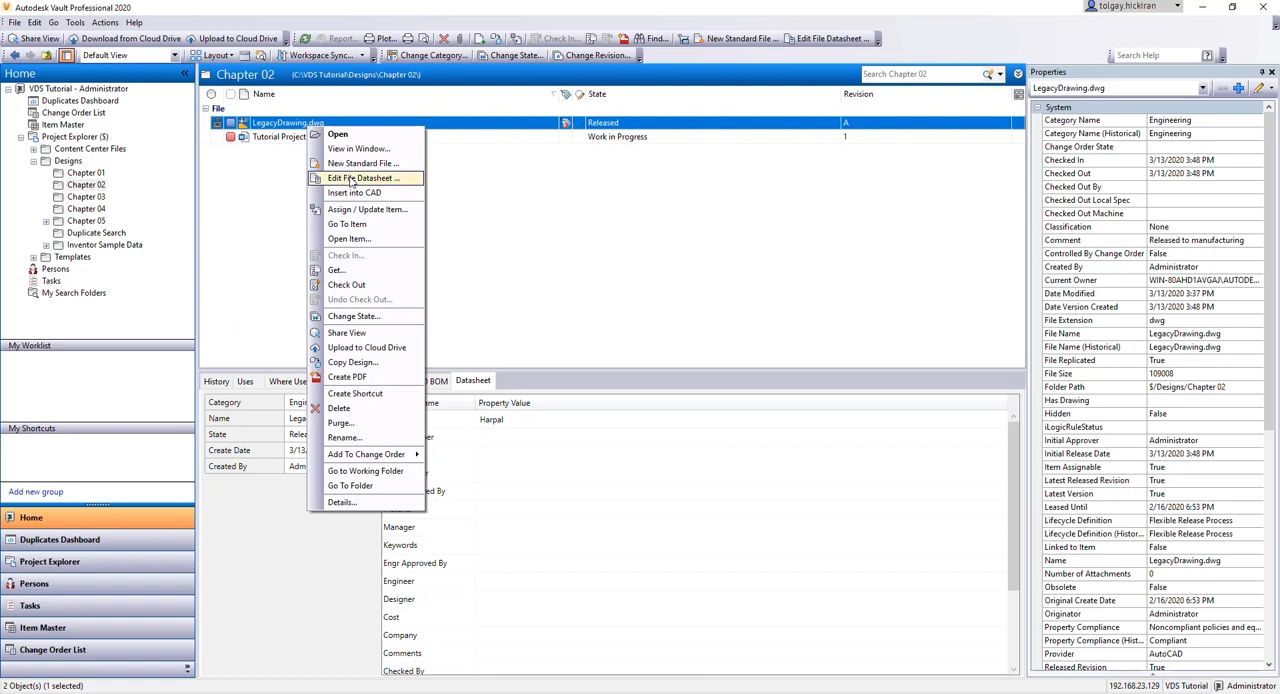 Autodesk Vault Professional 2020
tolgay.hickiran
File Edit Go Tools Actions Help
Share View Download from Cloud Drive Upload to Cloud Drive Report... Plot... Check In... Find... New Standard File ... Edit File Datasheet ...
Default View Layout Workspace Sync... Change Category... Change State... Change Revision... Search Help
Home
VDS Tutorial - Administrator
Duplicates Dashboard
Change Order List
Item Master
Project Explorer ($)
Content Center Files
Designs
Chapter 01
Chapter 02
Chapter 03
Chapter 04
Chapter 05
Duplicate Search
Inventor Sample Data
Templates
Persons
Tasks
My Search Folders
My Worklist
My Shortcuts
Add new group
Home
Duplicates Dashboard
Project Explorer
Persons
Tasks
Item Master
Change Order List
Chapter 02 (C:\VDS Tutorial\Designs\Chapter 02\) Search Chapter 02
Name State Revision
File
LegacyDrawing.dwg Released A
Tutorial Project Work in Progress 1
Open
View in Window...
New Standard File ...
Edit File Datasheet ...
Insert into CAD
Assign / Update Item...
Go To Item
Open Item...
Check In...
Get...
Check Out
Undo Check Out...
Change State...
Share View
Upload to Cloud Drive
Copy Design...
Create PDF
Create Shortcut
Delete
Purge...
Rename...
Add To Change Order
Go to Working Folder
Go To Folder
Details...
History Uses Where Use BOM Datasheet
Category Engi
Name Lega
State Relea
Create Date 3/13/
Created By Adm
ame Property Value
Harpal
Manager
Keywords
Engr Approved By
Engineer
Designer
Cost
Company
Comments
Checked By
Properties
LegacyDrawing.dwg
System
Category Name Engineering
Category Name (Historical) Engineering
Change Order State
Checked In 3/13/2020 3:48 PM
Checked Out 3/13/2020 3:48 PM
Checked Out By
Checked Out Local Spec
Checked Out Machine
Classification None
Comment Released to manufacturing
Controlled By Change Order False
Created By Administrator
Current Owner WIN-80AHD1AVGAJ\AUTODE...
Date Modified 3/13/2020 3:37 PM
Date Version Created 3/13/2020 3:48 PM
File Extension dwg
File Name LegacyDrawing.dwg
File Name (Historical) LegacyDrawing.dwg
File Replicated True
File Size 109008
Folder Path $/Designs/Chapter 02
Has Drawing
Hidden False
iLogicRuleStatus
Initial Approver Administrator
Initial Release Date 3/13/2020 3:48 PM
Item Assignable True
Latest Released Revision True
Latest Version True
Leased Until 2/16/2020 6:53 PM
Lifecycle Definition Flexible Release Process
Lifecycle Definition (Histor... Flexible Release Process
Linked to Item False
Name LegacyDrawing.dwg
Number of Attachments 0
Obsolete False
Original Create Date 2/16/2020 6:53 PM
Originator Administrator
Property Compliance Noncompliant policies and eq...
Property Compliance (Hist... Compliant
Provider AutoCAD
Released Revision True
2 Object(s) (1 selected) 192.168.23.129 VDS Tutorial Administrator